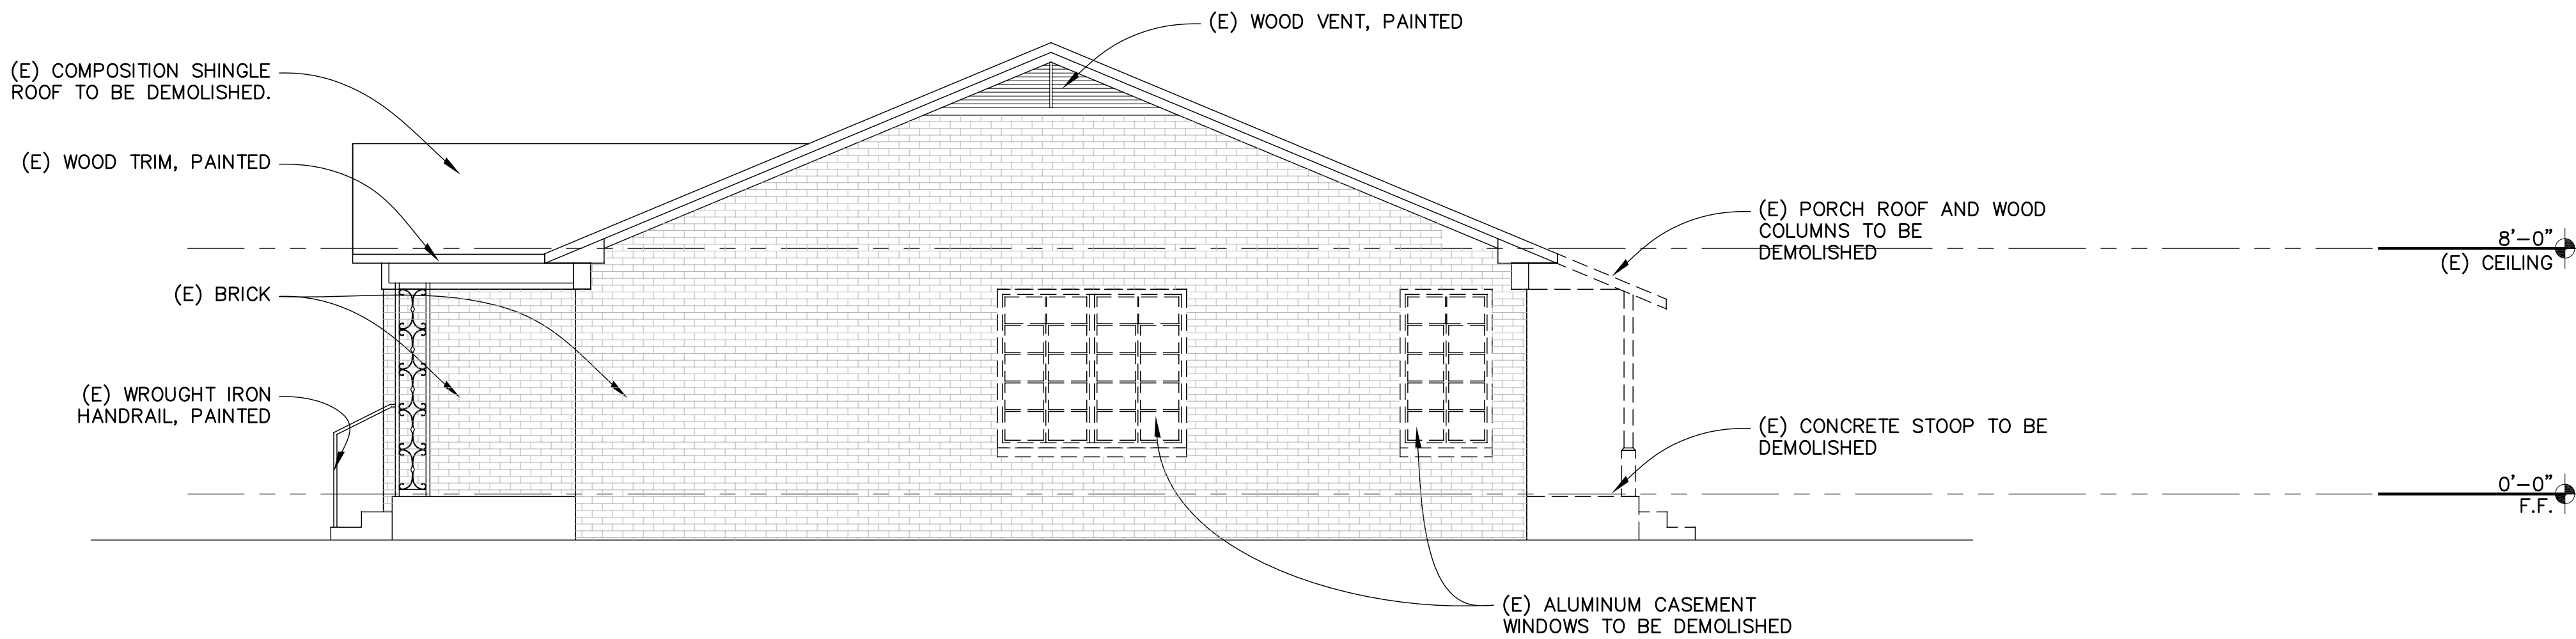 (E) WOOD VENT, PAINTED
(E) COMPOSITION SHINGLE
ROOF TO BE DEMOLISHED.
(E) WOOD TRIM, PAINTED
(E) PORCH ROOF AND WOOD
COLUMNS TO BE
DEMOLISHED
8'-0"
(E) CEILING
(E) BRICK
(E) WROUGHT IRON
HANDRAIL, PAINTED
(E) CONCRETE STOOP TO BE
DEMOLISHED
0'-0"
F.F.
(E) ALUMINUM CASEMENT
WINDOWS TO BE DEMOLISHED